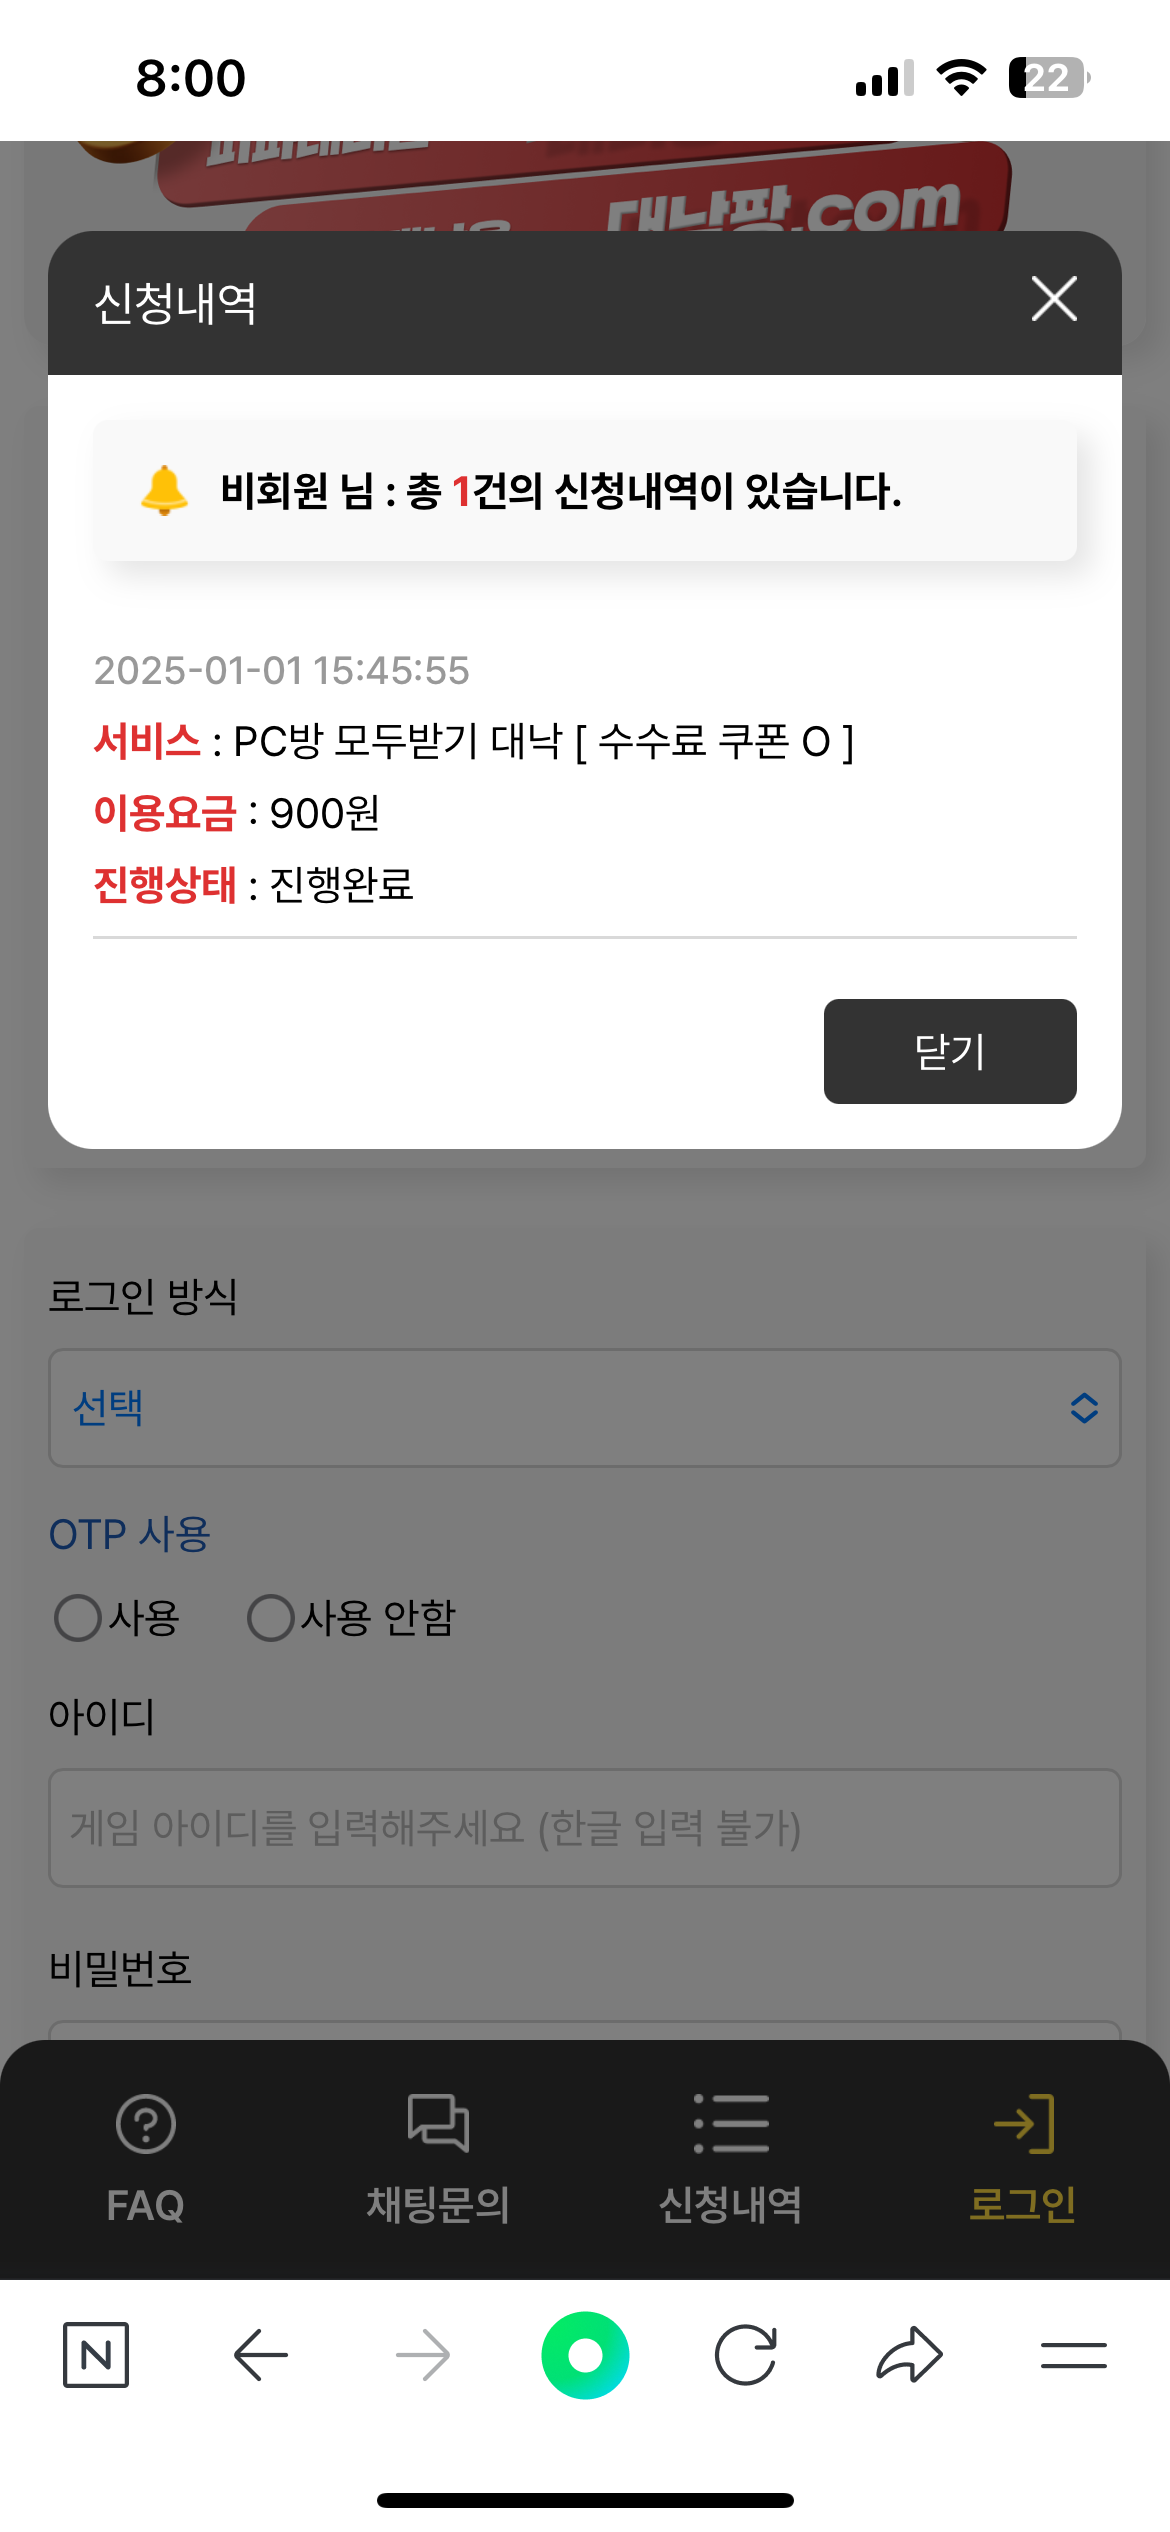 8:00
22
대낙팡.com
신청내역
비회원 님 : 총 1건의 신청내역이 있습니다.
2025-01-01 15:45:55
서비스 : PC방 모두받기 대낙 [ 수수료 쿠폰 O ]
이용요금 : 900원
진행상태 : 진행완료
닫기
로그인 방식
선택
OTP 사용
사용 사용 안함
아이디
게임 아이디를 입력해주세요 (한글 입력 불가)
비밀번호
FAQ 채팅문의 신청내역 로그인
N